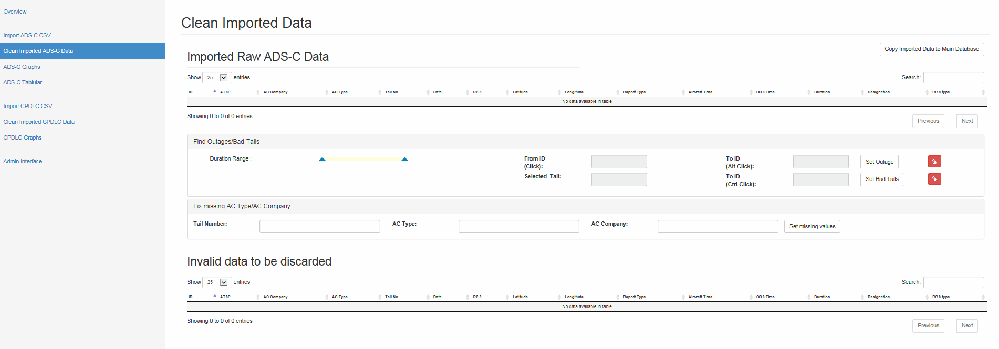 Overview
Import ADS-C CSV
Clean Imported ADS-C Data
ADS-C Graphs
ADS-C Tablular
Import CPDLC CSV
Clean Imported CPDLC Data
CPDLC Graphs
Admin Interface
Clean Imported Data
Copy Imported Data to Main Database
Imported Raw ADS-C Data
Show 25 entries Search:
ID ATSP AC Company AC Type Tail No Date RGS Latitude Longitude Report Type Aircraft Time OCS Time Duration Designation RGS type
No data available in table
Showing 0 to 0 of 0 entries
Previous Next
Find Outages/Bad-Tails
Duration Range : From ID (Click): To ID (Alt-Click): Set Outage
Selected_Tail: To ID (Ctrl-Click): Set Bad Tails
Fix missing AC Type/AC Company
Tail Number: AC Type: AC Company: Set missing values
Invalid data to be discarded
Show 25 entries Search:
ID ATSP AC Company AC Type Tail No Date RGS Latitude Longitude Report Type Aircraft Time OCS Time Duration Designation RGS type
No data available in table
Showing 0 to 0 of 0 entries
Previous Next